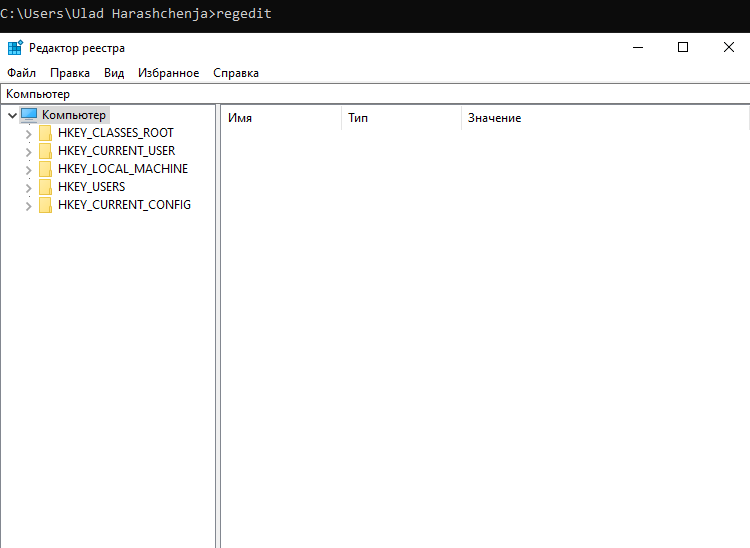 C:\Users\Ulad Harashchenja>regedit
Редактор реестра
Файл Правка Вид Избранное Справка
Компьютер
Компьютер
HKEY_CLASSES_ROOT
HKEY_CURRENT_USER
HKEY_LOCAL_MACHINE
HKEY_USERS
HKEY_CURRENT_CONFIG
Имя Тип Значение